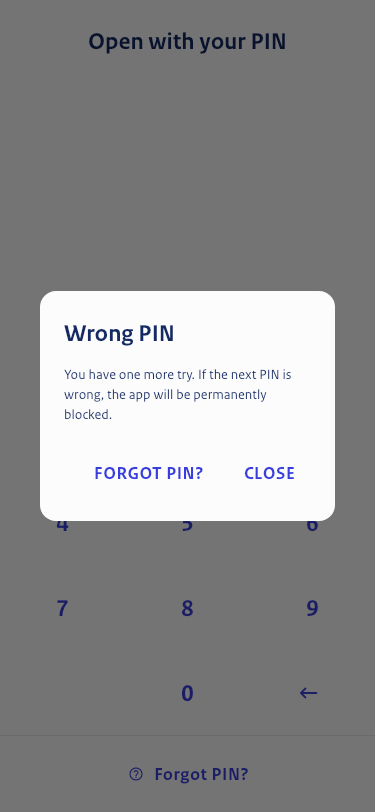 Open with your PIN
Wrong PIN
You have one more try. If the next PIN is
wrong, the app will be permanently
blocked.
FORGOT PIN? CLOSE
4 5 6
7 8 9
0 ←
Forgot PIN?